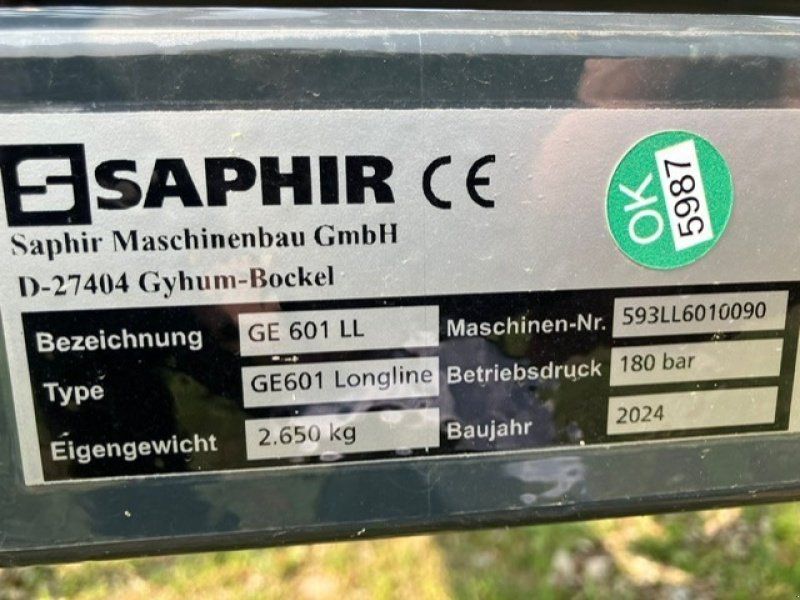 SAPHIR CE
Saphir Maschinenbau GmbH
D-27404 Gyhum-Bockel
OK 5987
Bezeichnung GE 601 LL Maschinen-Nr. 593LL6010090
Type GE601 Longline Betriebsdruck 180 bar
Eigengewicht 2.650 kg Baujahr 2024